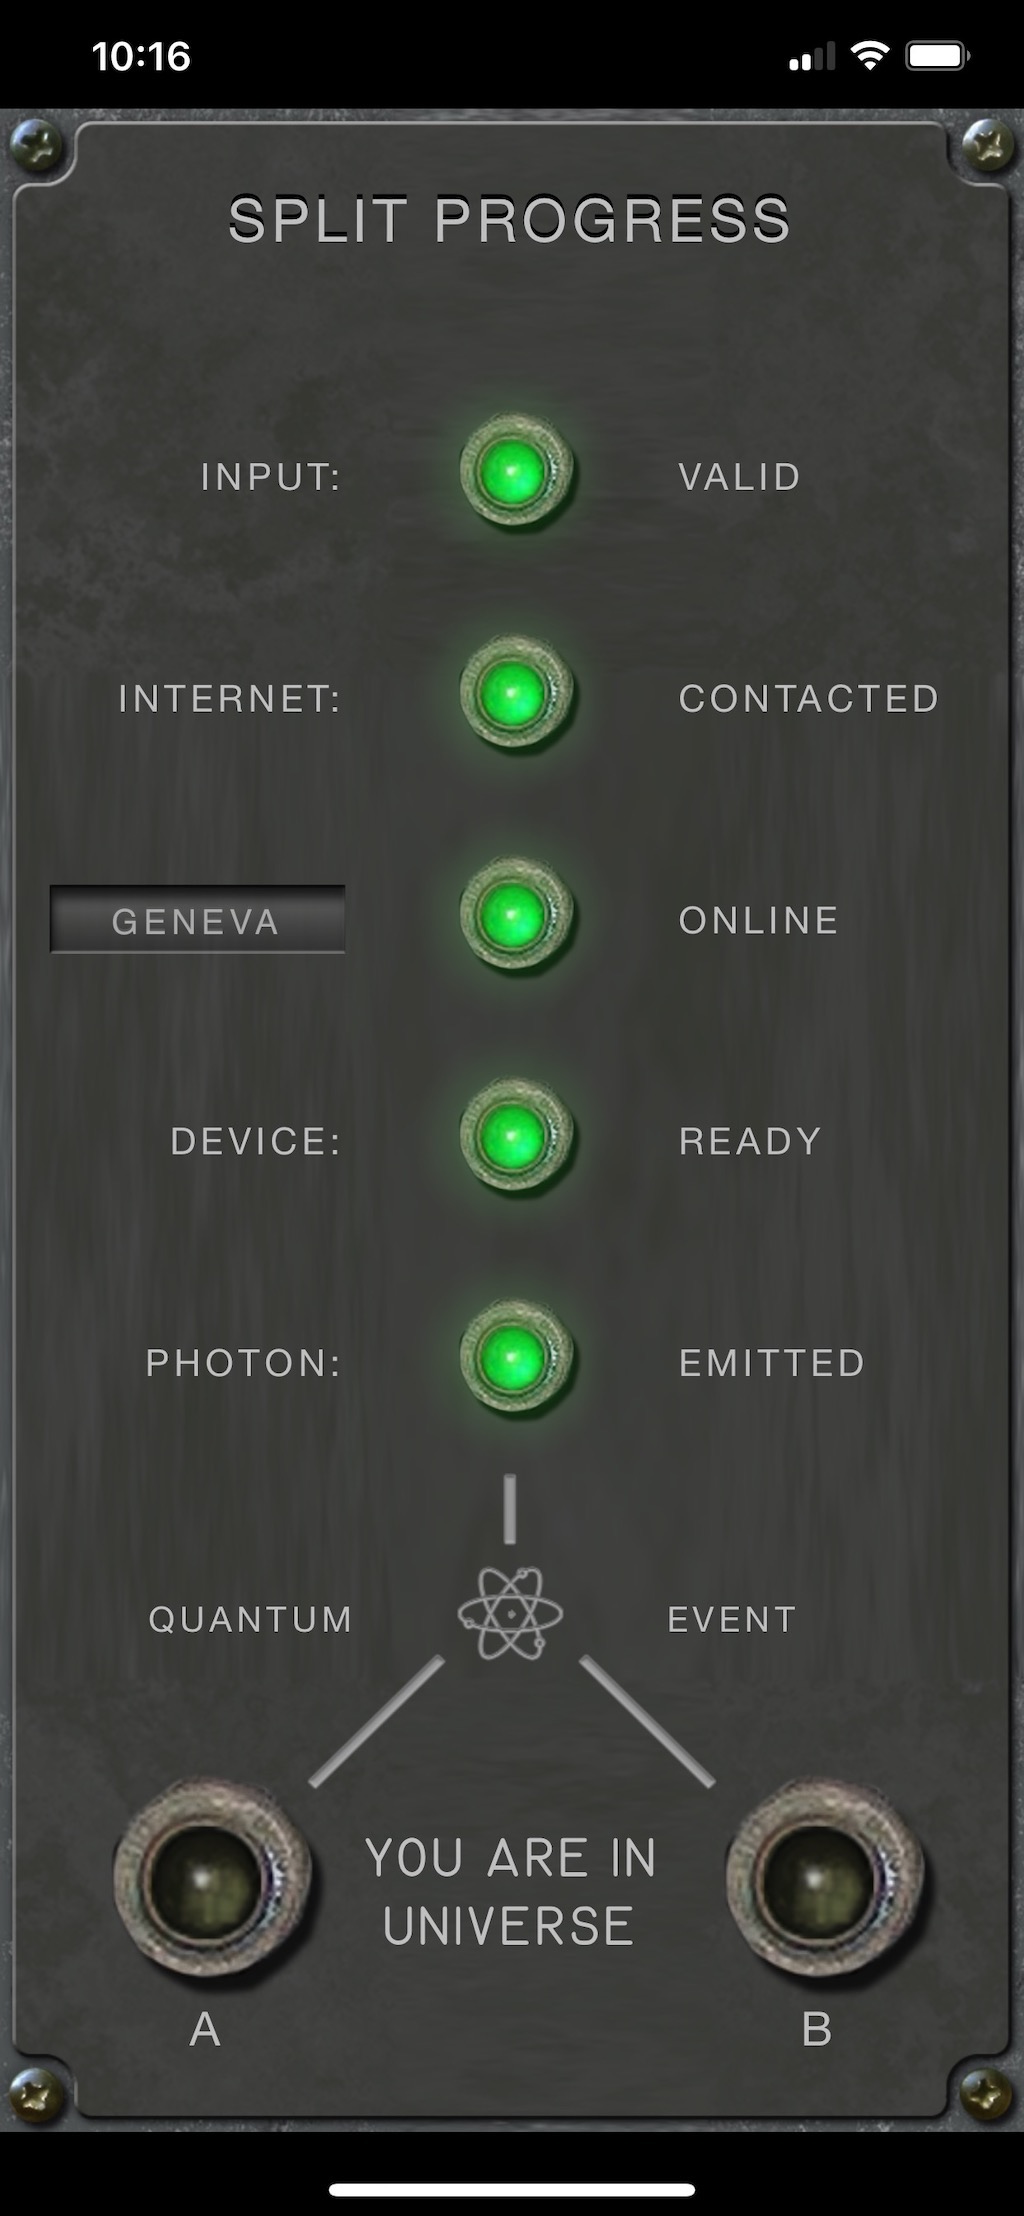 10:16
SPLIT PROGRESS
INPUT: VALID
INTERNET: CONTACTED
GENEVA ONLINE
DEVICE: READY
PHOTON: EMITTED
QUANTUM EVENT
YOU ARE IN
UNIVERSE
A B